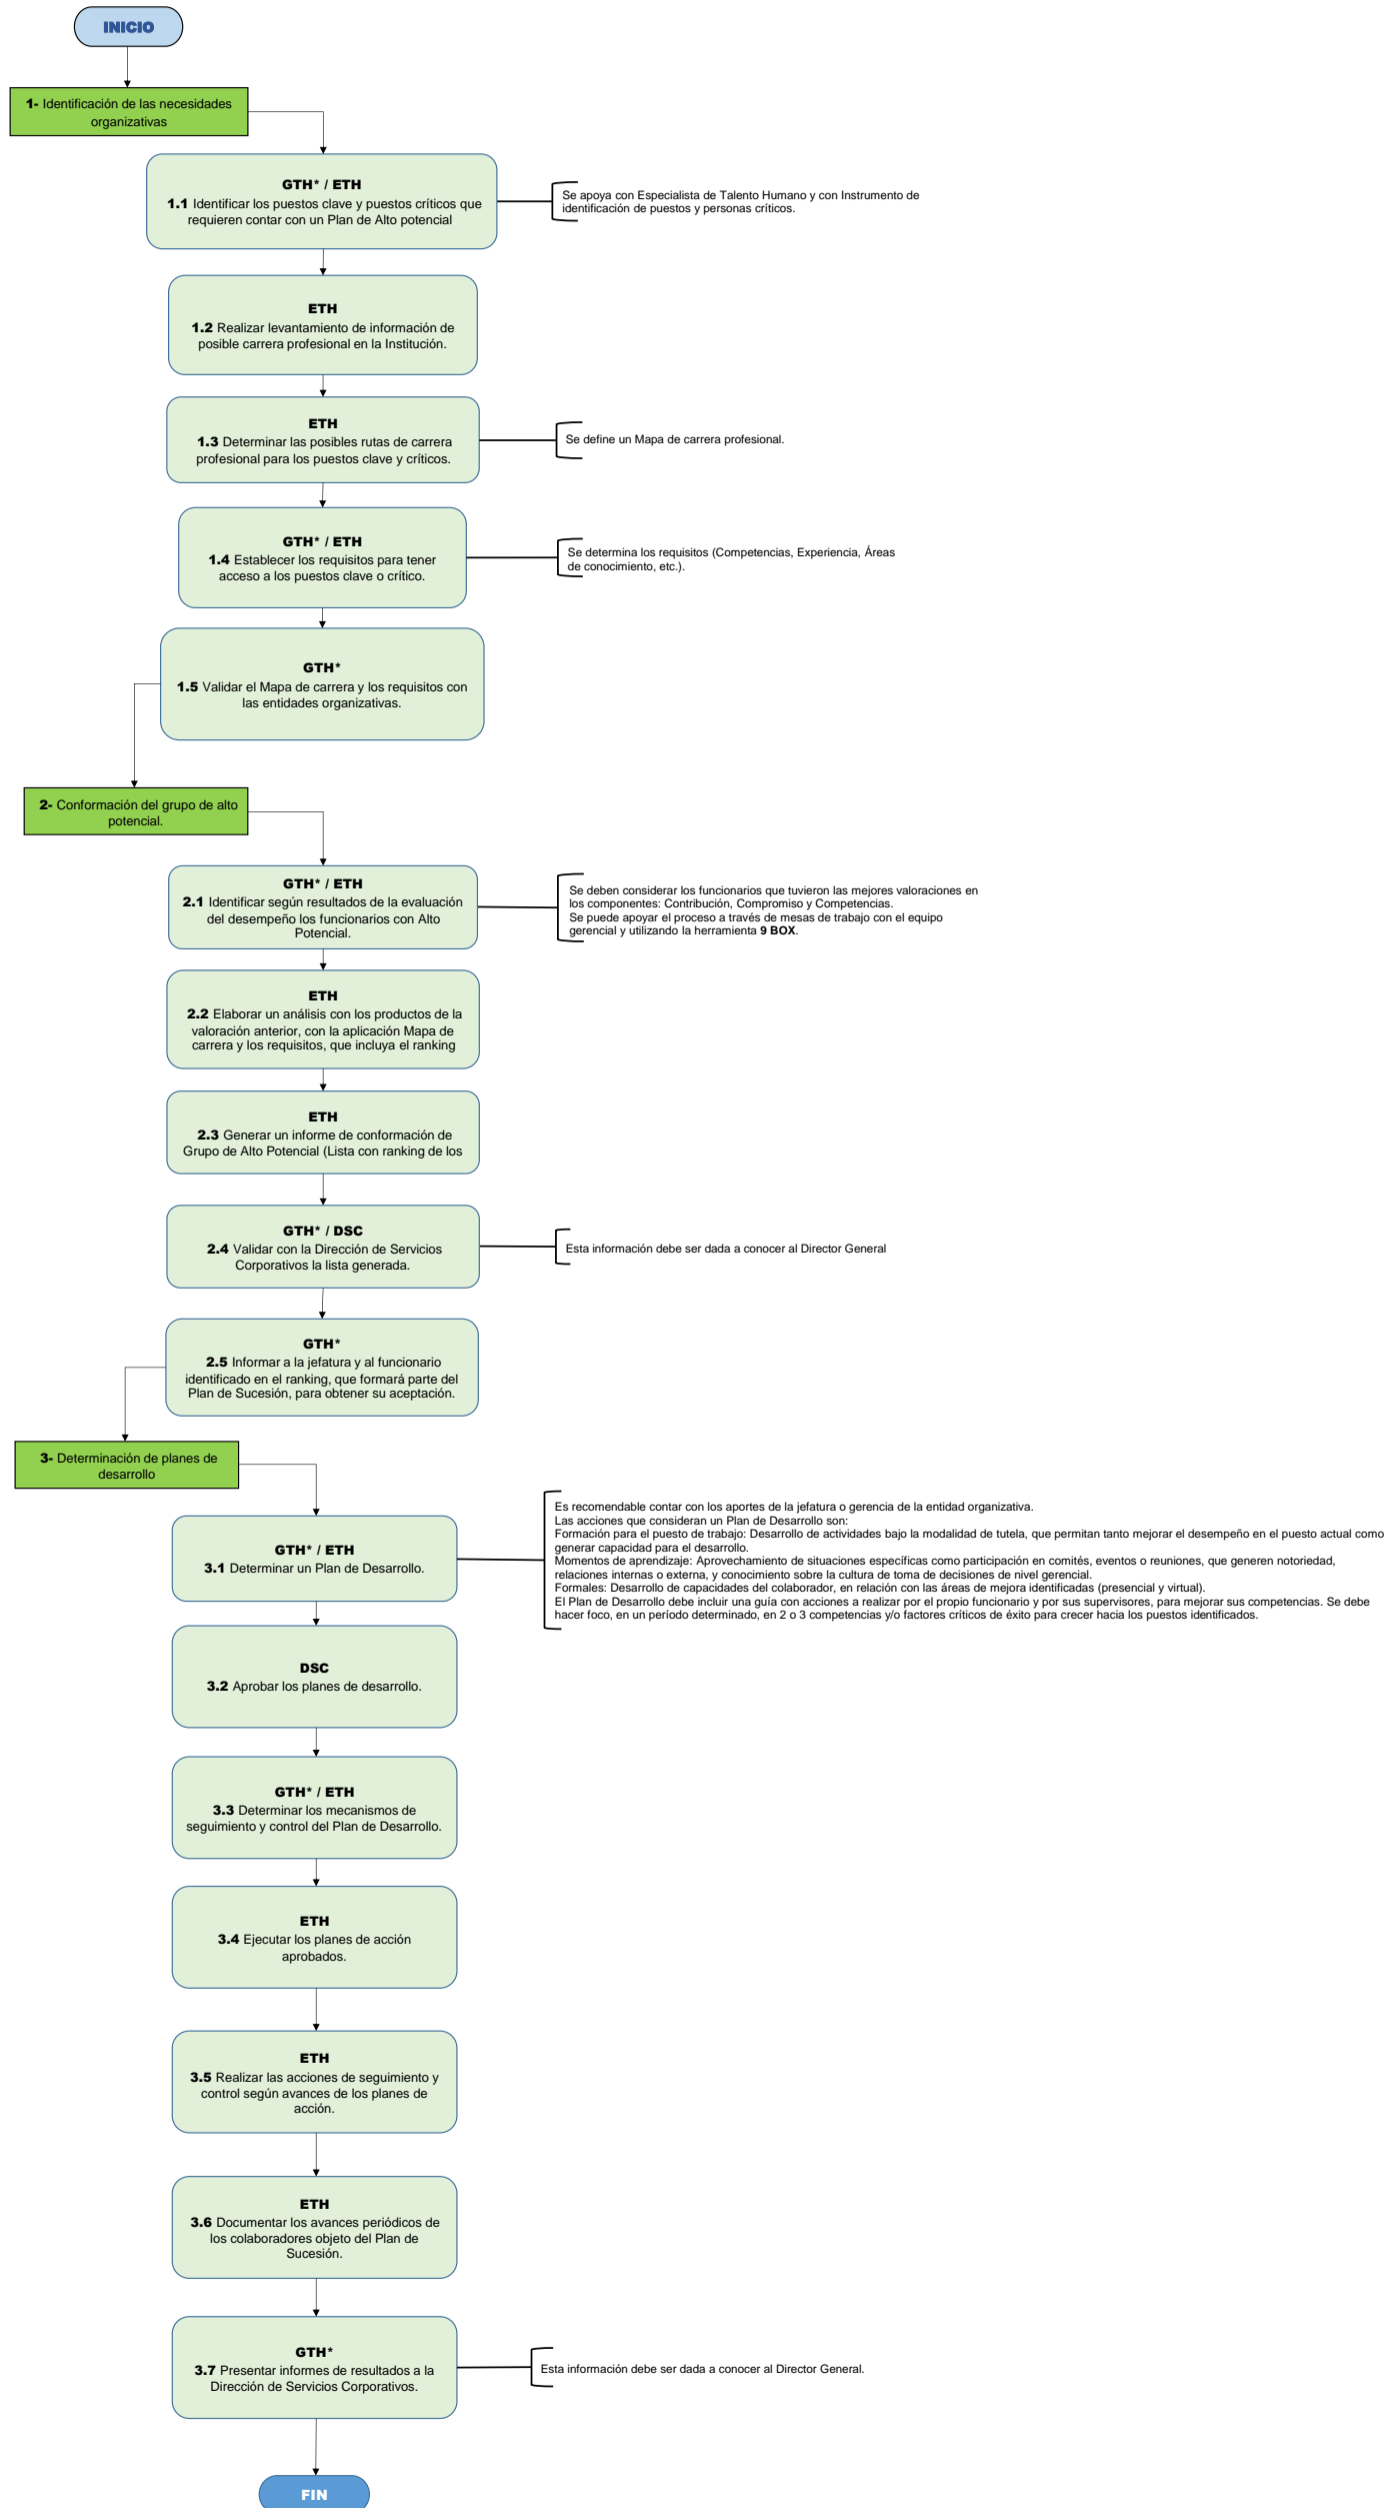 INICIO
1- Identificación de las necesidades
organizativas
GTH* / ETH
1.1 Identificar los puestos clave y puestos críticos que
requieren contar con un Plan de Alto potencial
Se apoya con Especialista de Talento Humano y con Instrumento de
identificación de puestos y personas críticos.
ETH
1.2 Realizar levantamiento de información de
posible carrera profesional en la Institución.
ETH
1.3 Determinar las posibles rutas de carrera
profesional para los puestos clave y críticos.
Se define un Mapa de carrera profesional.
GTH* / ETH
1.4 Establecer los requisitos para tener
acceso a los puestos clave o crítico.
Se determina los requisitos (Competencias, Experiencia, Áreas
de conocimiento, etc.).
GTH*
1.5 Validar el Mapa de carrera y los requisitos con
las entidades organizativas.
2- Conformación del grupo de alto
potencial.
GTH* / ETH
2.1 Identificar según resultados de la evaluación
del desempeño los funcionarios con Alto
Potencial.
Se deben considerar los funcionarios que tuvieron las mejores valoraciones en
los componentes: Contribución, Compromiso y Competencias.
Se puede apoyar el proceso a través de mesas de trabajo con el equipo
gerencial y utilizando la herramienta 9 BOX.
ETH
2.2 Elaborar un análisis con los productos de la
valoración anterior, con la aplicación Mapa de
carrera y los requisitos, que incluya el ranking
ETH
2.3 Generar un informe de conformación de
Grupo de Alto Potencial (Lista con ranking de los
GTH* / DSC
2.4 Validar con la Dirección de Servicios
Corporativos la lista generada.
Esta información debe ser dada a conocer al Director General
GTH*
2.5 Informar a la jefatura y al funcionario
identificado en el ranking, que formará parte del
Plan de Sucesión, para obtener su aceptación.
3- Determinación de planes de
desarrollo
GTH* / ETH
3.1 Determinar un Plan de Desarrollo.
Es recomendable contar con los aportes de la jefatura o gerencia de la entidad organizativa.
Las acciones que consideran un Plan de Desarrollo son:
Formación para el puesto de trabajo: Desarrollo de actividades bajo la modalidad de tutela, que permitan tanto mejorar el desempeño en el puesto actual como
generar capacidad para el desarrollo.
Momentos de aprendizaje: Aprovechamiento de situaciones específicas como participación en comités, eventos o reuniones, que generen notoriedad,
relaciones internas o externa, y conocimiento sobre la cultura de toma de decisiones de nivel gerencial.
Formales: Desarrollo de capacidades del colaborador, en relación con las áreas de mejora identificadas (presencial y virtual).
El Plan de Desarrollo debe incluir una guía con acciones a realizar por el propio funcionario y por sus supervisores, para mejorar sus competencias. Se debe
hacer foco, en un período determinado, en 2 o 3 competencias y/o factores críticos de éxito para crecer hacia los puestos identificados.
DSC
3.2 Aprobar los planes de desarrollo.
GTH* / ETH
3.3 Determinar los mecanismos de
seguimiento y control del Plan de Desarrollo.
ETH
3.4 Ejecutar los planes de acción
aprobados.
ETH
3.5 Realizar las acciones de seguimiento y
control según avances de los planes de
acción.
ETH
3.6 Documentar los avances periódicos de
los colaboradores objeto del Plan de
Sucesión.
GTH*
3.7 Presentar informes de resultados a la
Dirección de Servicios Corporativos.
Esta información debe ser dada a conocer al Director General.
FIN